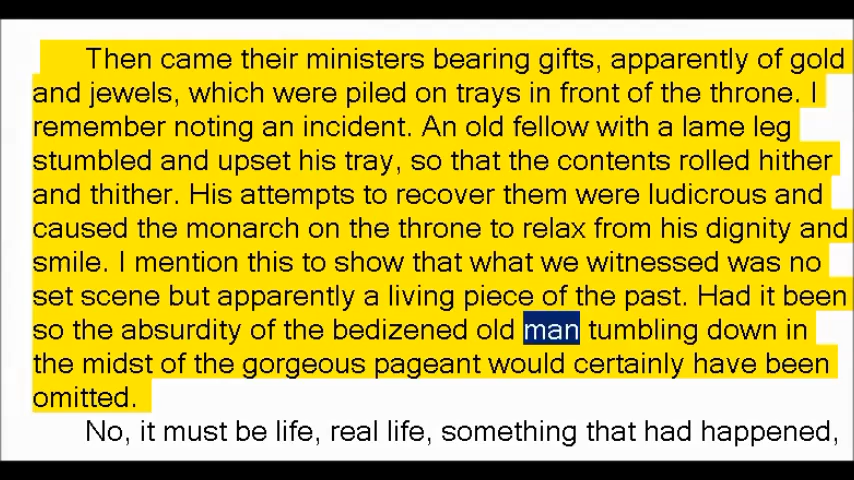 Then came their ministers bearing gifts, apparently of gold
and jewels, which were piled on trays in front of the throne. I
remember noting an incident. An old fellow with a lame leg
stumbled and upset his tray, so that the contents rolled hither
and thither. His attempts to recover them were ludicrous and
caused the monarch on the throne to relax from his dignity and
smile. I mention this to show that what we witnessed was no
set scene but apparently a living piece of the past. Had it been
so the absurdity of the bedizened old man tumbling down in
the midst of the gorgeous pageant would certainly have been
omitted.
No, it must be life, real life, something that had happened,